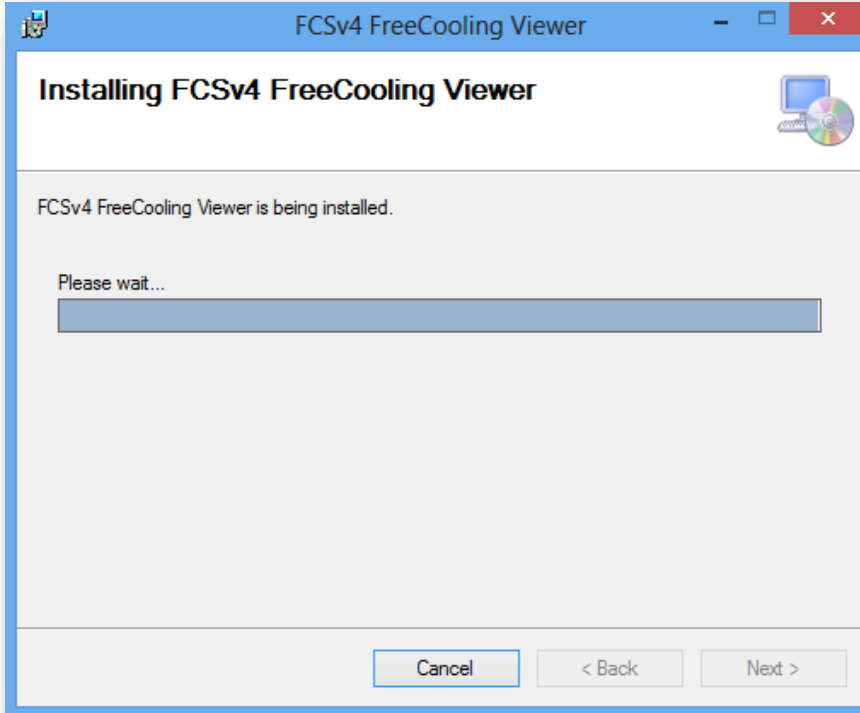 FCSv4 FreeCooling Viewer
Installing FCSv4 FreeCooling Viewer
FCSv4 FreeCooling Viewer is being installed.
Please wait...
Cancel
< Back
Next >